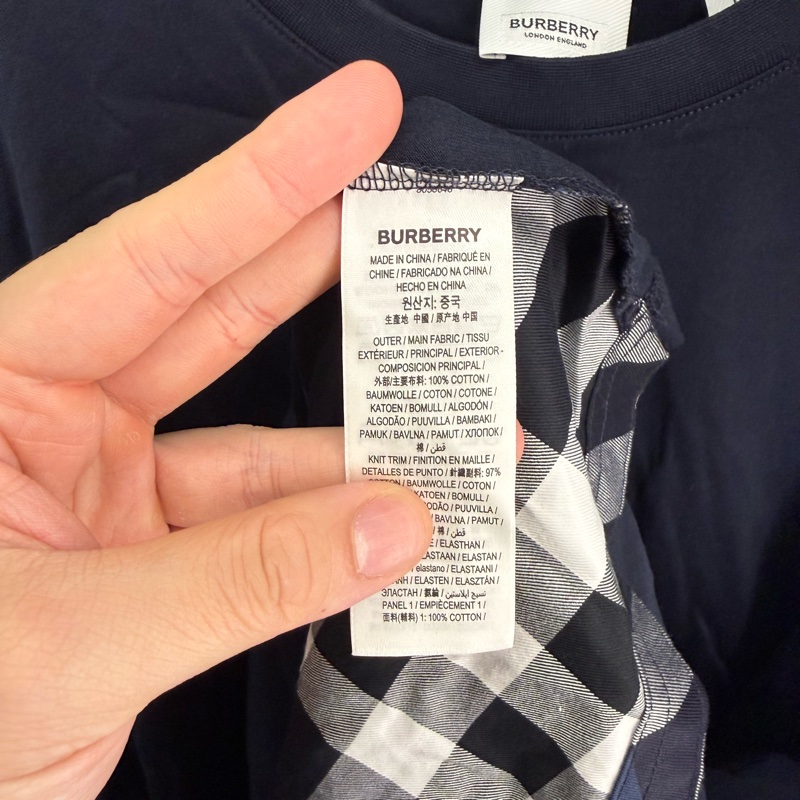 BURBERRY
LONDON ENGLAND
BURBERRY
MADE IN CHINA / FABRIQUÉ EN
CHINE / FABRICADO NA CHINA /
HECHO EN CHINA
원산지: 중국
生產地 中國 / 原产地 中国
OUTER / MAIN FABRIC / TISSU
EXTÉRIEUR / PRINCIPAL / EXTERIOR -
COMPOSICION PRINCIPAL /
外部/主要布料: 100% COTTON /
BAUMWOLLE / COTON / COTONE /
KATOEN / BOMULL / ALGODÓN /
ALGODÃO / PUUVILLA / BAMBAKI /
PAMUK / BAVLNA / PAMUT / ХЛОПОК /
棉 / قطن
KNIT TRIM / FINITION EN MAILLE /
DETALLES DE PUNTO / 針織副料: 97%
COTTON / BAUMWOLLE / COTON /
KATOEN / BOMULL /
PUUVILLA /
/ BAVLNA / PAMUT /
/ 棉 / قطن
/ ELASTHAN /
ELASTAN /
elastano / ELASTAANI /
/ ELASTEN / ELASZTÁN /
ЭЛАСТАН / 氨綸 / نسيج ايلاستين
PANEL 1 / EMPIÈCEMENT 1 /
面料(輔料) 1: 100% COTTON /